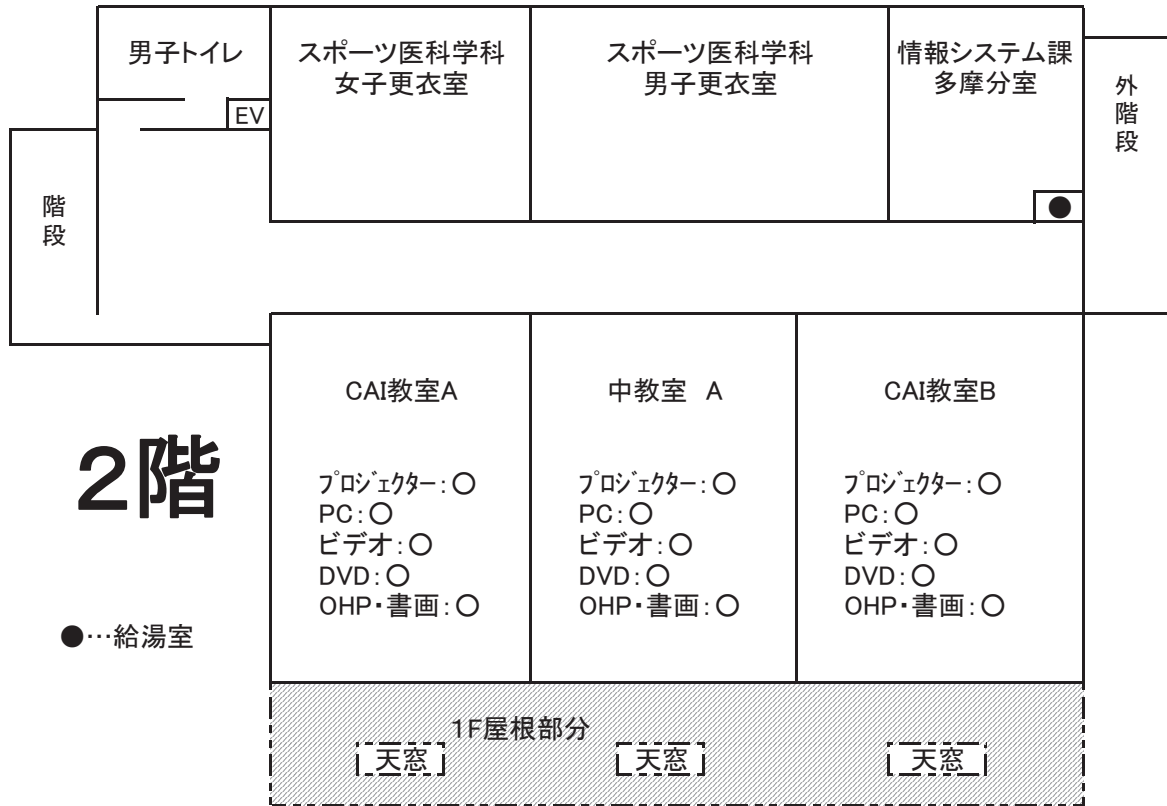 男子トイレ
EV
スポーツ医科学科
女子更衣室
スポーツ医科学科
男子更衣室
情報システム課
多摩分室
外階段
階段
●
CAI教室A
プロジェクター:○
PC:○
ビデオ:○
DVD:○
OHP・書画:○
中教室 A
プロジェクター:○
PC:○
ビデオ:○
DVD:○
OHP・書画:○
CAI教室B
プロジェクター:○
PC:○
ビデオ:○
DVD:○
OHP・書画:○
2階
●…給湯室
1F屋根部分
天窓
天窓
天窓